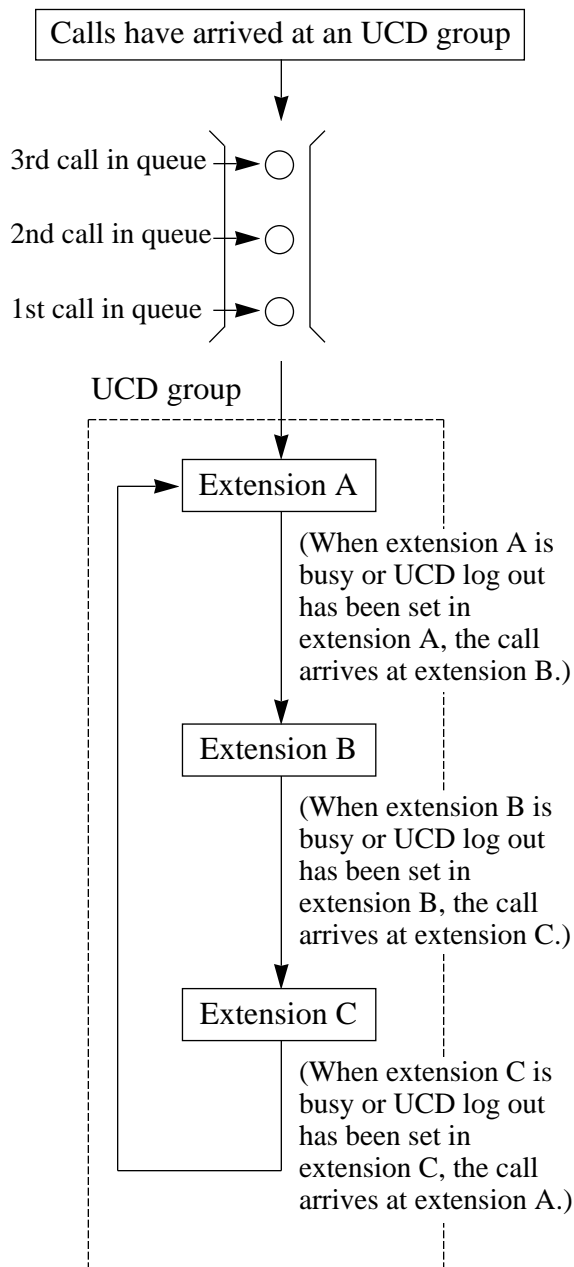 Calls have arrived at an UCD group
3rd call in queue
2nd call in queue
1st call in queue
UCD group
Extension A
(When extension A is
busy or UCD log out
has been set in
extension A, the call
arrives at extension B.)
Extension B
(When extension B is
busy or UCD log out
has been set in
extension B, the call
arrives at extension C.)
Extension C
(When extension C is
busy or UCD log out
has been set in
extension C, the call
arrives at extension A.)